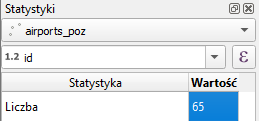 Statystyki
airports_poz
1.2 id
ε
Statystyka Wartość
Liczba 65